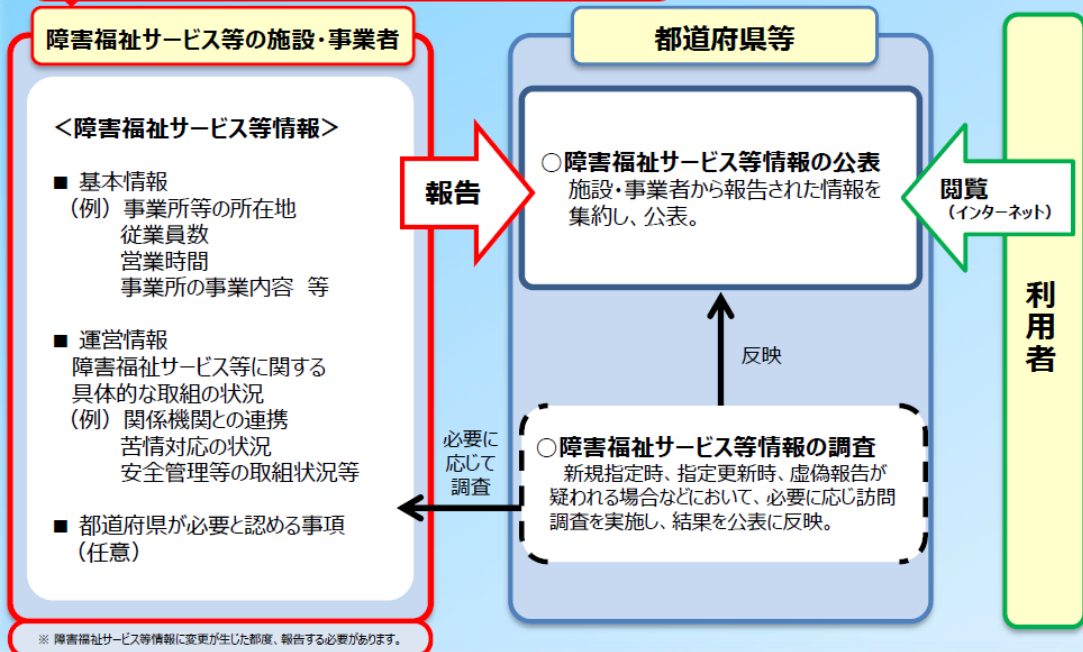 障害福祉サービス等の施設・事業者
＜障害福祉サービス等情報＞
■ 基本情報
（例）事業所等の所在地
従業員数
営業時間
事業所の事業内容 等
■ 運営情報
障害福祉サービス等に関する
具体的な取組の状況
（例）関係機関との連携
苦情対応の状況
安全管理等の取組状況等
■ 都道府県が必要と認める事項
（任意）
※ 障害福祉サービス等情報に変更が生じた都度、報告する必要があります。
報告
必要に
応じて
調査
都道府県等
○障害福祉サービス等情報の公表
施設・事業者から報告された情報を
集約し、公表。
反映
○障害福祉サービス等情報の調査
新規指定時、指定更新時、虚偽報告が
疑われる場合などにおいて、必要に応じ訪問
調査を実施し、結果を公表に反映。
閲覧
（インターネット）
利用者